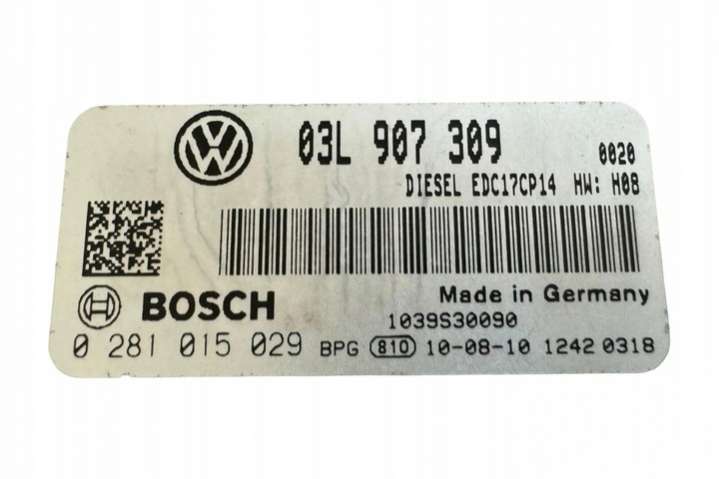 03L 907 309 0020
DIESEL EDC17CP14 HW: H08
BOSCH Made in Germany
1039S30090
0 281 015 029 BPG 810 10-08-10 1242 0318